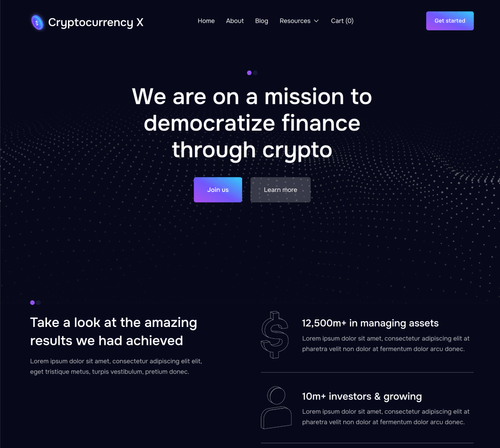 Cryptocurrency X
Home About Blog Resources Cart (0)
Get started
We are on a mission to
democratize finance
through crypto
Join us Learn more
Take a look at the amazing
results we had achieved
Lorem ipsum dolor sit amet, consectetur adipiscing elit elit,
eget tristique metus, turpis vestibulum, pretium donec.
12,500m+ in managing assets
Lorem ipsum dolor sit amet, consectetur adipiscing elit at
pharetra velit non dolor at fermentum dolor arcu donec.
10m+ investors & growing
Lorem ipsum dolor sit amet, consectetur adipiscing elit at
pharetra velit non dolor at fermentum dolor arcu donec.